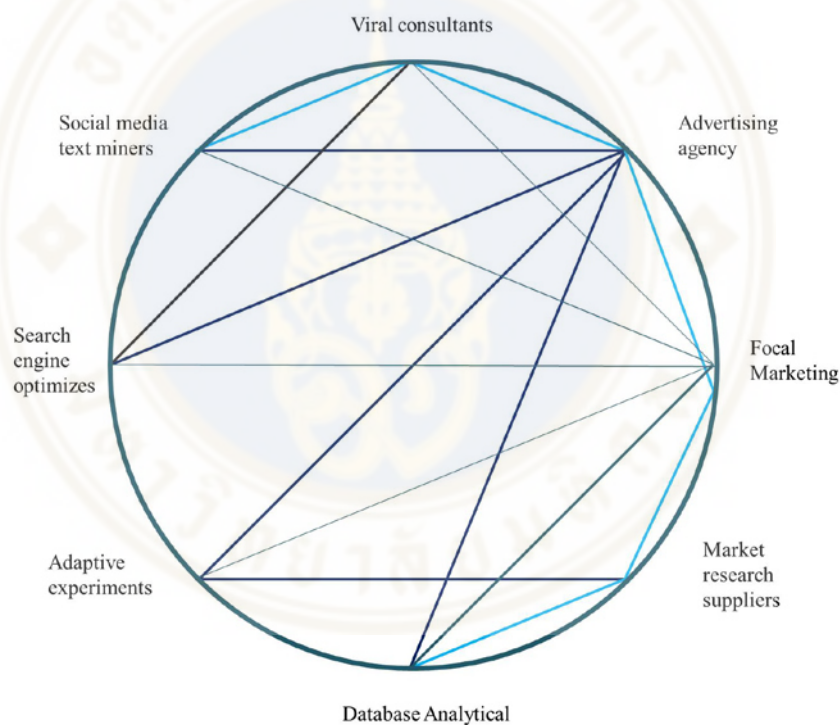 Viral consultants
Social media
text miners
Advertising
agency
Search
engine
optimizes
Focal
Marketing
Adaptive
experiments
Market
research
suppliers
Database Analytical